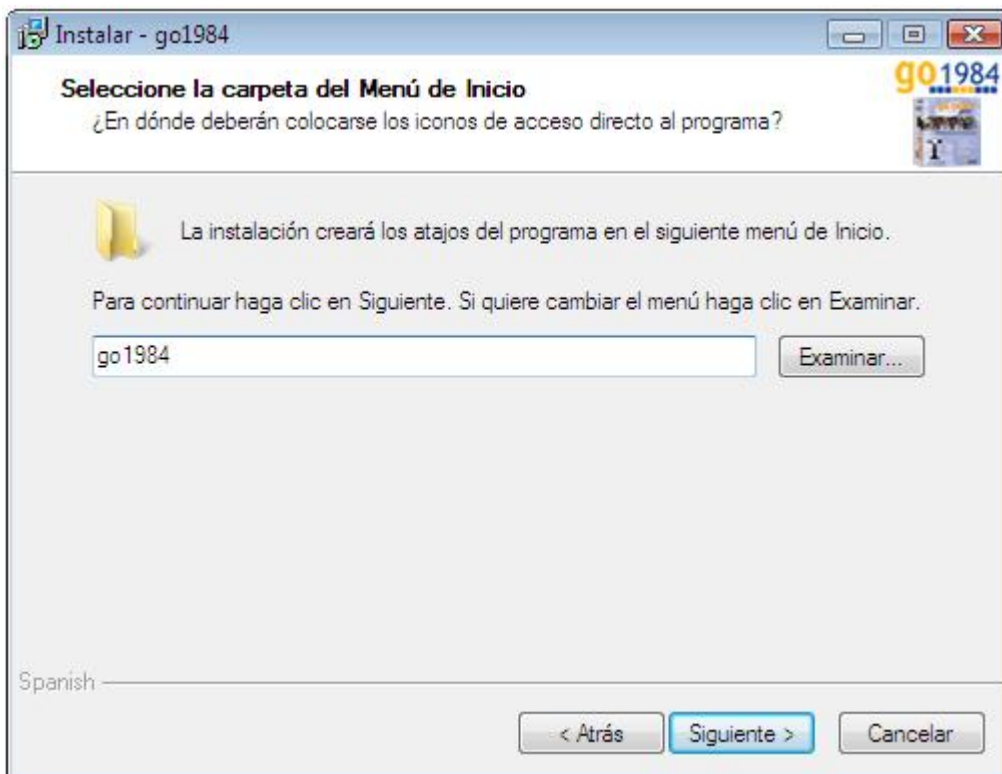 Instalar - go1984
Seleccione la carpeta del Menú de Inicio
¿En dónde deberán colocarse los iconos de acceso directo al programa?
go1984
La instalación creará los atajos del programa en el siguiente menú de Inicio.
Para continuar haga clic en Siguiente. Si quiere cambiar el menú haga clic en Examinar.
go1984
Examinar...
Spanish
< Atrás
Siguiente >
Cancelar